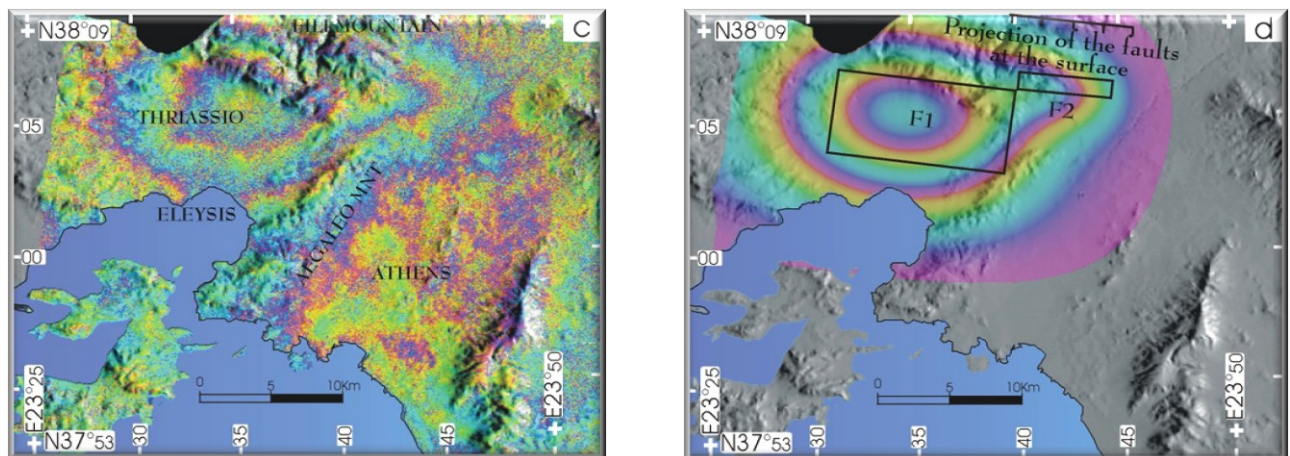 N38°09
FILI MOUNTAIN
c
THRIASSIO
05
ELEYSIS
AEGALEO MNT
00
ATHENS
0 5 10Km
E23°25
E23°50
N37°53
30
35
40
45
N38°09
Projection of the faults
at the surface
d
F1
F2
05
00
0 5 10Km
E23°25
E23°50
N37°53
30
35
40
45